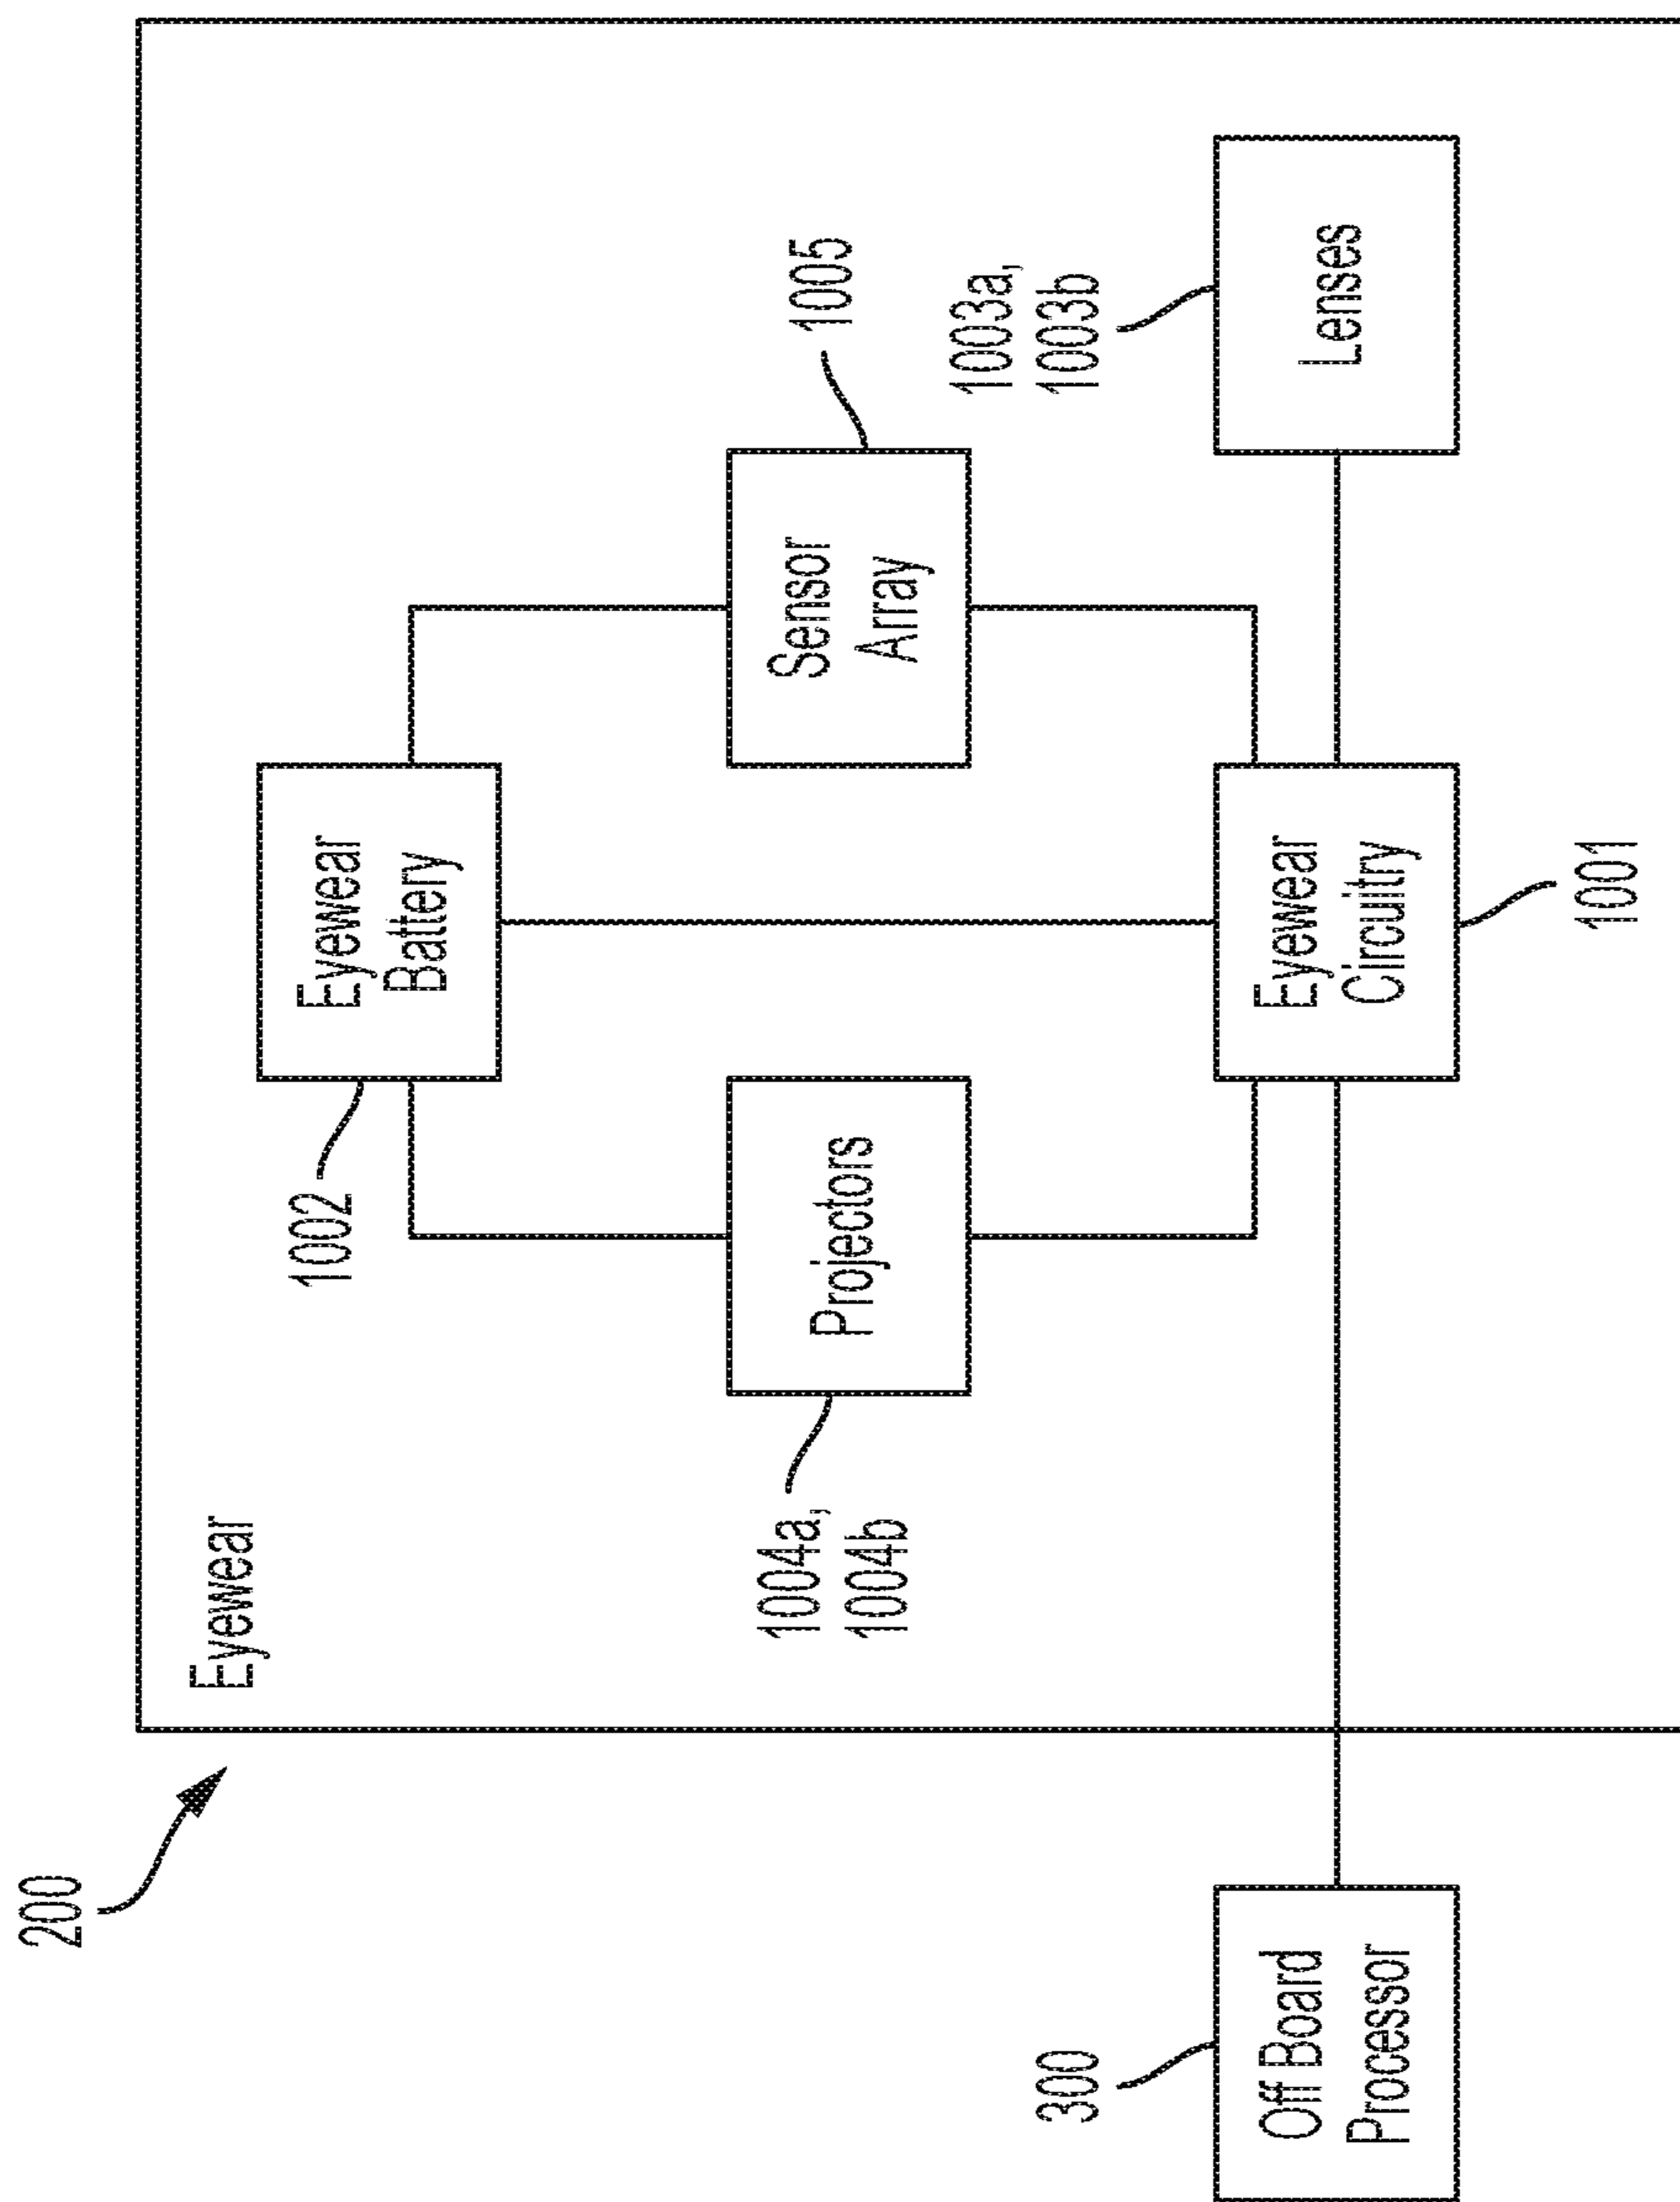 200
Eyewear
1002
Eyewear
Battery
1004a,
1004b
Projectors
Sensor
Array
1005
300
Off Board
Processor
Eyewear
Circuitry
1001
1003a,
1003b
Lenses